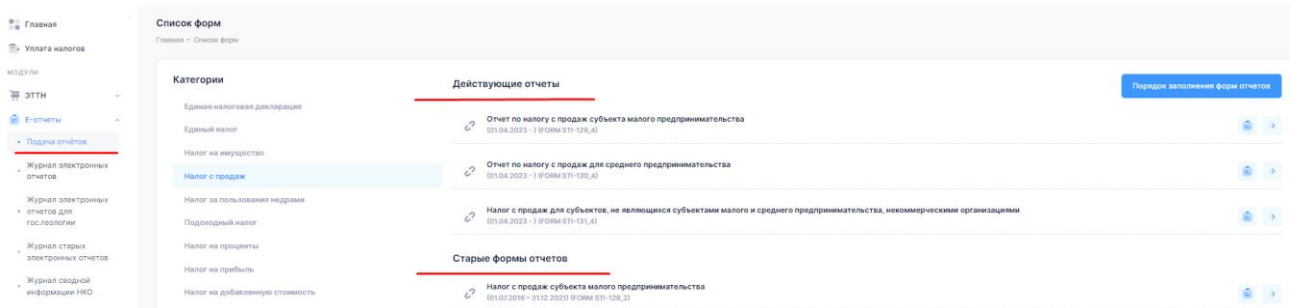 Главная
Уплата налогов
МОДУЛИ
ЭТТН
Е-отчеты
Подача отчётов
Журнал электронных
отчетов
Журнал электронных
отчетов для
гос.геологии
Журнал старых
электронных отчетов
Журнал сводной
информации НКО
Список форм
Главная - Список форм
Категории
Единая налоговая декларация
Единый налог
Налог на имущество
Налог с продаж
Налог за пользования недрами
Подоходный налог
Налог на проценты
Налог на прибыль
Налог на добавленную стоимость
Действующие отчеты
Порядок заполнения форм отчетов
Отчет по налогу с продаж субъекта малого предпринимательства
(01.04.2023 - ) (FORM STI-129_4)
Отчет по налогу с продаж для среднего предпринимательства
(01.04.2023 - ) (FORM STI-130_4)
Налог с продаж для субъектов, не являющихся субъектами малого и среднего предпринимательства, некоммерческими организациями
(01.04.2023 - ) (FORM STI-131_4)
Старые формы отчетов
Налог с продаж субъекта малого предпринимательства
(01.07.2016 - 31.12.2021) (FORM STI-129_2)